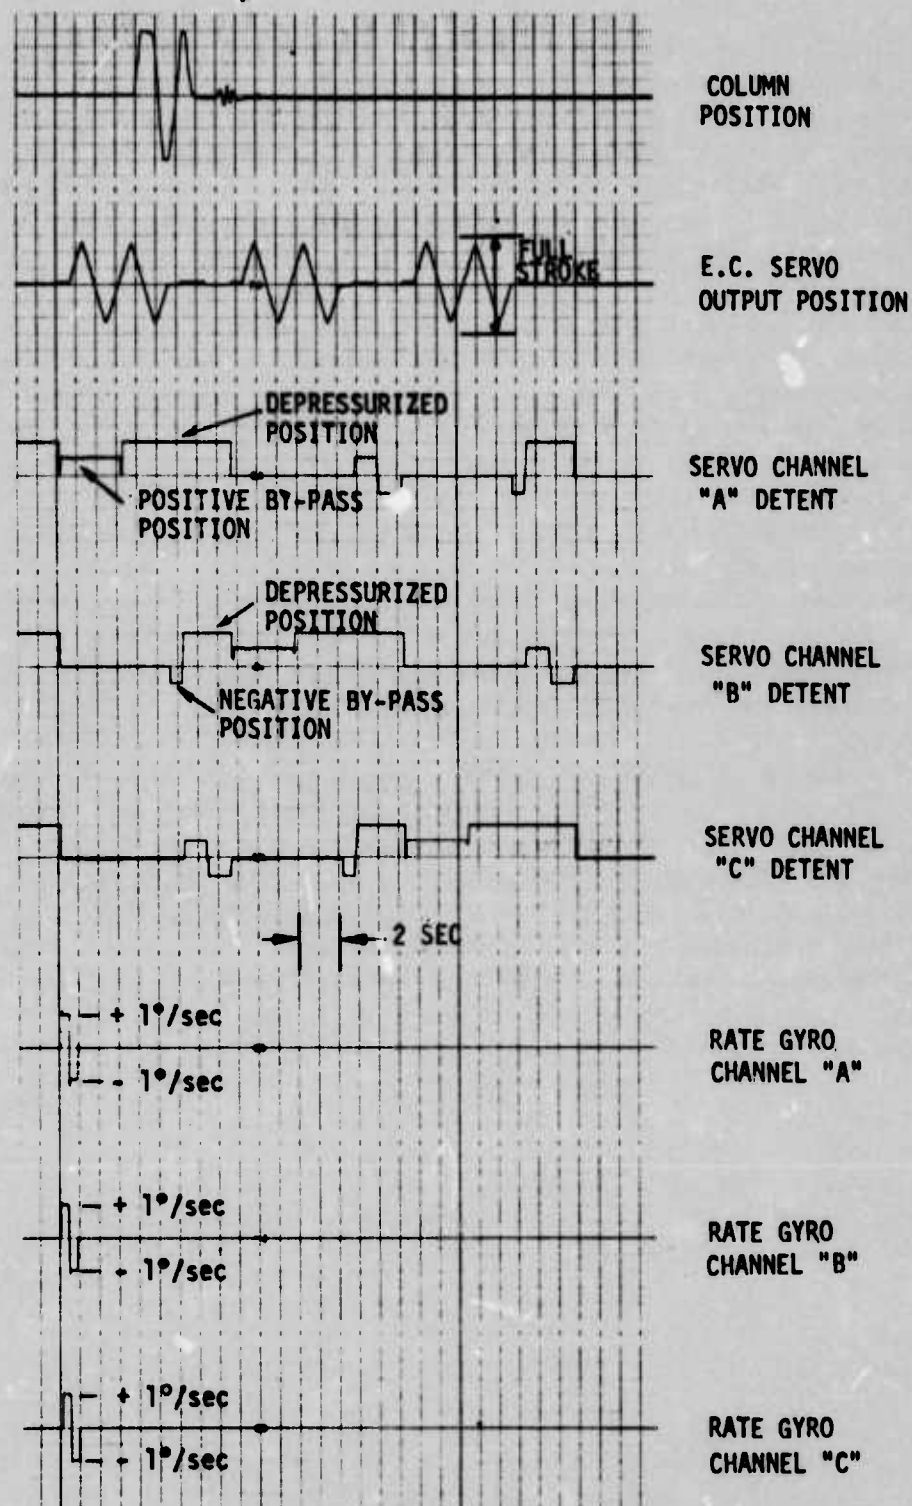 COLUMN
POSITION
FULL
STROKE
E.C. SERVO
OUTPUT POSITION
DEPRESSURIZED
POSITION
POSITIVE BY-PASS
POSITION
SERVO CHANNEL
"A" DETENT
DEPRESSURIZED
POSITION
NEGATIVE BY-PASS
POSITION
SERVO CHANNEL
"B" DETENT
SERVO CHANNEL
"C" DETENT
2 SEC
+ 1°/sec
- 1°/sec
RATE GYRO
CHANNEL "A"
+ 1°/sec
- 1°/sec
RATE GYRO
CHANNEL "B"
+ 1°/sec
- 1°/sec
RATE GYRO
CHANNEL "C"